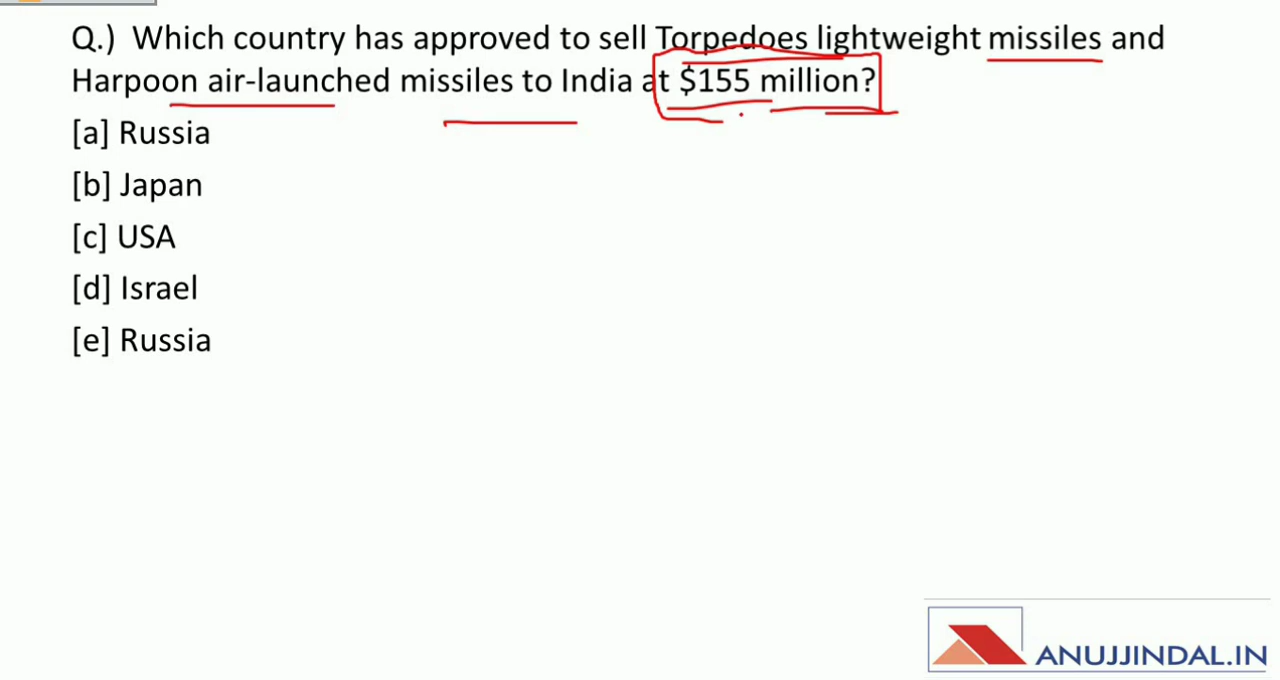 Q.) Which country has approved to sell Torpedoes lightweight missiles and
Harpoon air-launched missiles to India at $155 million?
[a] Russia
[b] Japan
[c] USA
[d] Israel
[e] Russia
ANUJJINDAL.IN